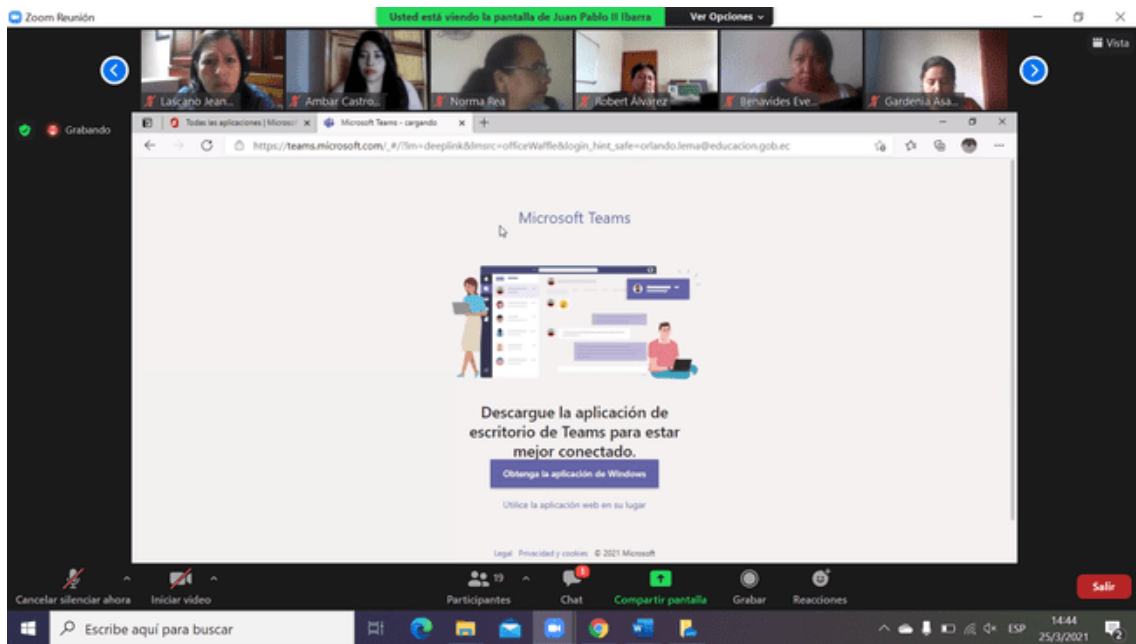 Zoom Reunión
Usted está viendo la pantalla de Juan Pablo II Ibarra
Ver Opciones
Vista
Lascano Jean...
Ambar Castro...
Norma Rea
Robert Álvarez
Benavides Eve...
Gardenia Asa...
Grabando
Todas las aplicaciones | Microsof
Microsoft Teams - cargando
https://teams.microsoft.com/_#/?lm=deeplink&lmsrc=officeWaffle&login_hint_safe=orlando.lema@educacion.gob.ec
Microsoft Teams
Descargue la aplicación de
escritorio de Teams para estar
mejor conectado.
Obtenga la aplicación de Windows
Utilice la aplicación web en su lugar
Legal Privacidad y cookies © 2021 Microsoft
19
1
Cancelar silenciar ahora
Iniciar video
Participantes
Chat
Compartir pantalla
Grabar
Reacciones
Salir
Escribe aquí para buscar
ESP
14:44
25/3/2021
2